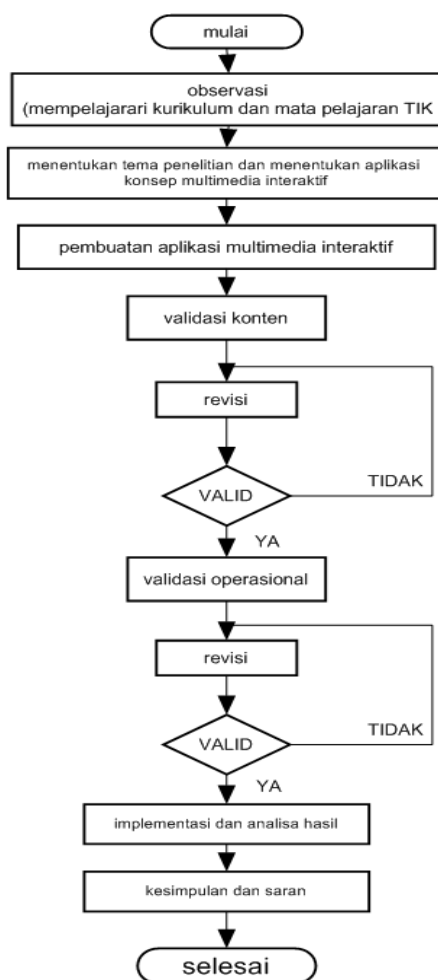 mulai
observasi
(mempelajarari kurikulum dan mata pelajaran TIK
menentukan tema penelitian dan menentukan aplikasi
konsep multimedia interaktif
pembuatan aplikasi multimedia interaktif
validasi konten
revisi
VALID
TIDAK
YA
validasi operasional
revisi
VALID
TIDAK
YA
implementasi dan analisa hasil
kesimpulan dan saran
selesai